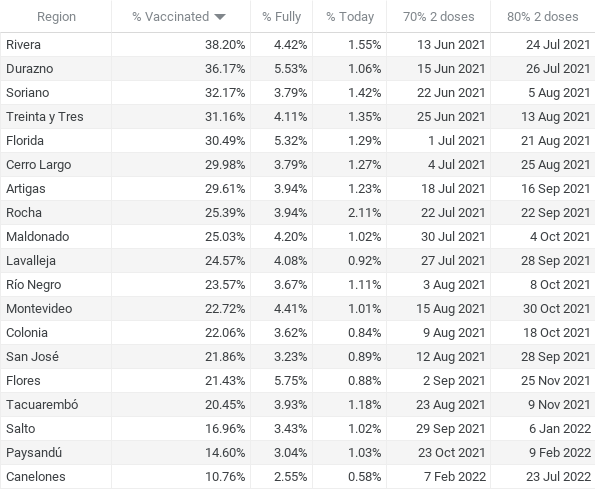 Region % Vaccinated % Fully % Today 70% 2 doses 80% 2 doses
Rivera 38.20% 4.42% 1.55% 13 Jun 2021 24 Jul 2021
Durazno 36.17% 5.53% 1.06% 15 Jun 2021 26 Jul 2021
Soriano 32.17% 3.79% 1.42% 22 Jun 2021 5 Aug 2021
Treinta y Tres 31.16% 4.11% 1.35% 25 Jun 2021 13 Aug 2021
Florida 30.49% 5.32% 1.29% 1 Jul 2021 21 Aug 2021
Cerro Largo 29.98% 3.79% 1.27% 4 Jul 2021 25 Aug 2021
Artigas 29.61% 3.94% 1.23% 18 Jul 2021 16 Sep 2021
Rocha 25.39% 3.94% 2.11% 22 Jul 2021 22 Sep 2021
Maldonado 25.03% 4.20% 1.02% 30 Jul 2021 4 Oct 2021
Lavalleja 24.57% 4.08% 0.92% 27 Jul 2021 28 Sep 2021
Río Negro 23.57% 3.67% 1.11% 3 Aug 2021 8 Oct 2021
Montevideo 22.72% 4.41% 1.01% 15 Aug 2021 30 Oct 2021
Colonia 22.06% 3.62% 0.84% 9 Aug 2021 18 Oct 2021
San José 21.86% 3.23% 0.89% 12 Aug 2021 28 Sep 2021
Flores 21.43% 5.75% 0.88% 2 Sep 2021 25 Nov 2021
Tacuarembó 20.45% 3.93% 1.18% 23 Aug 2021 9 Nov 2021
Salto 16.96% 3.43% 1.02% 29 Sep 2021 6 Jan 2022
Paysandú 14.60% 3.04% 1.03% 23 Oct 2021 9 Feb 2022
Canelones 10.76% 2.55% 0.58% 7 Feb 2022 23 Jul 2022